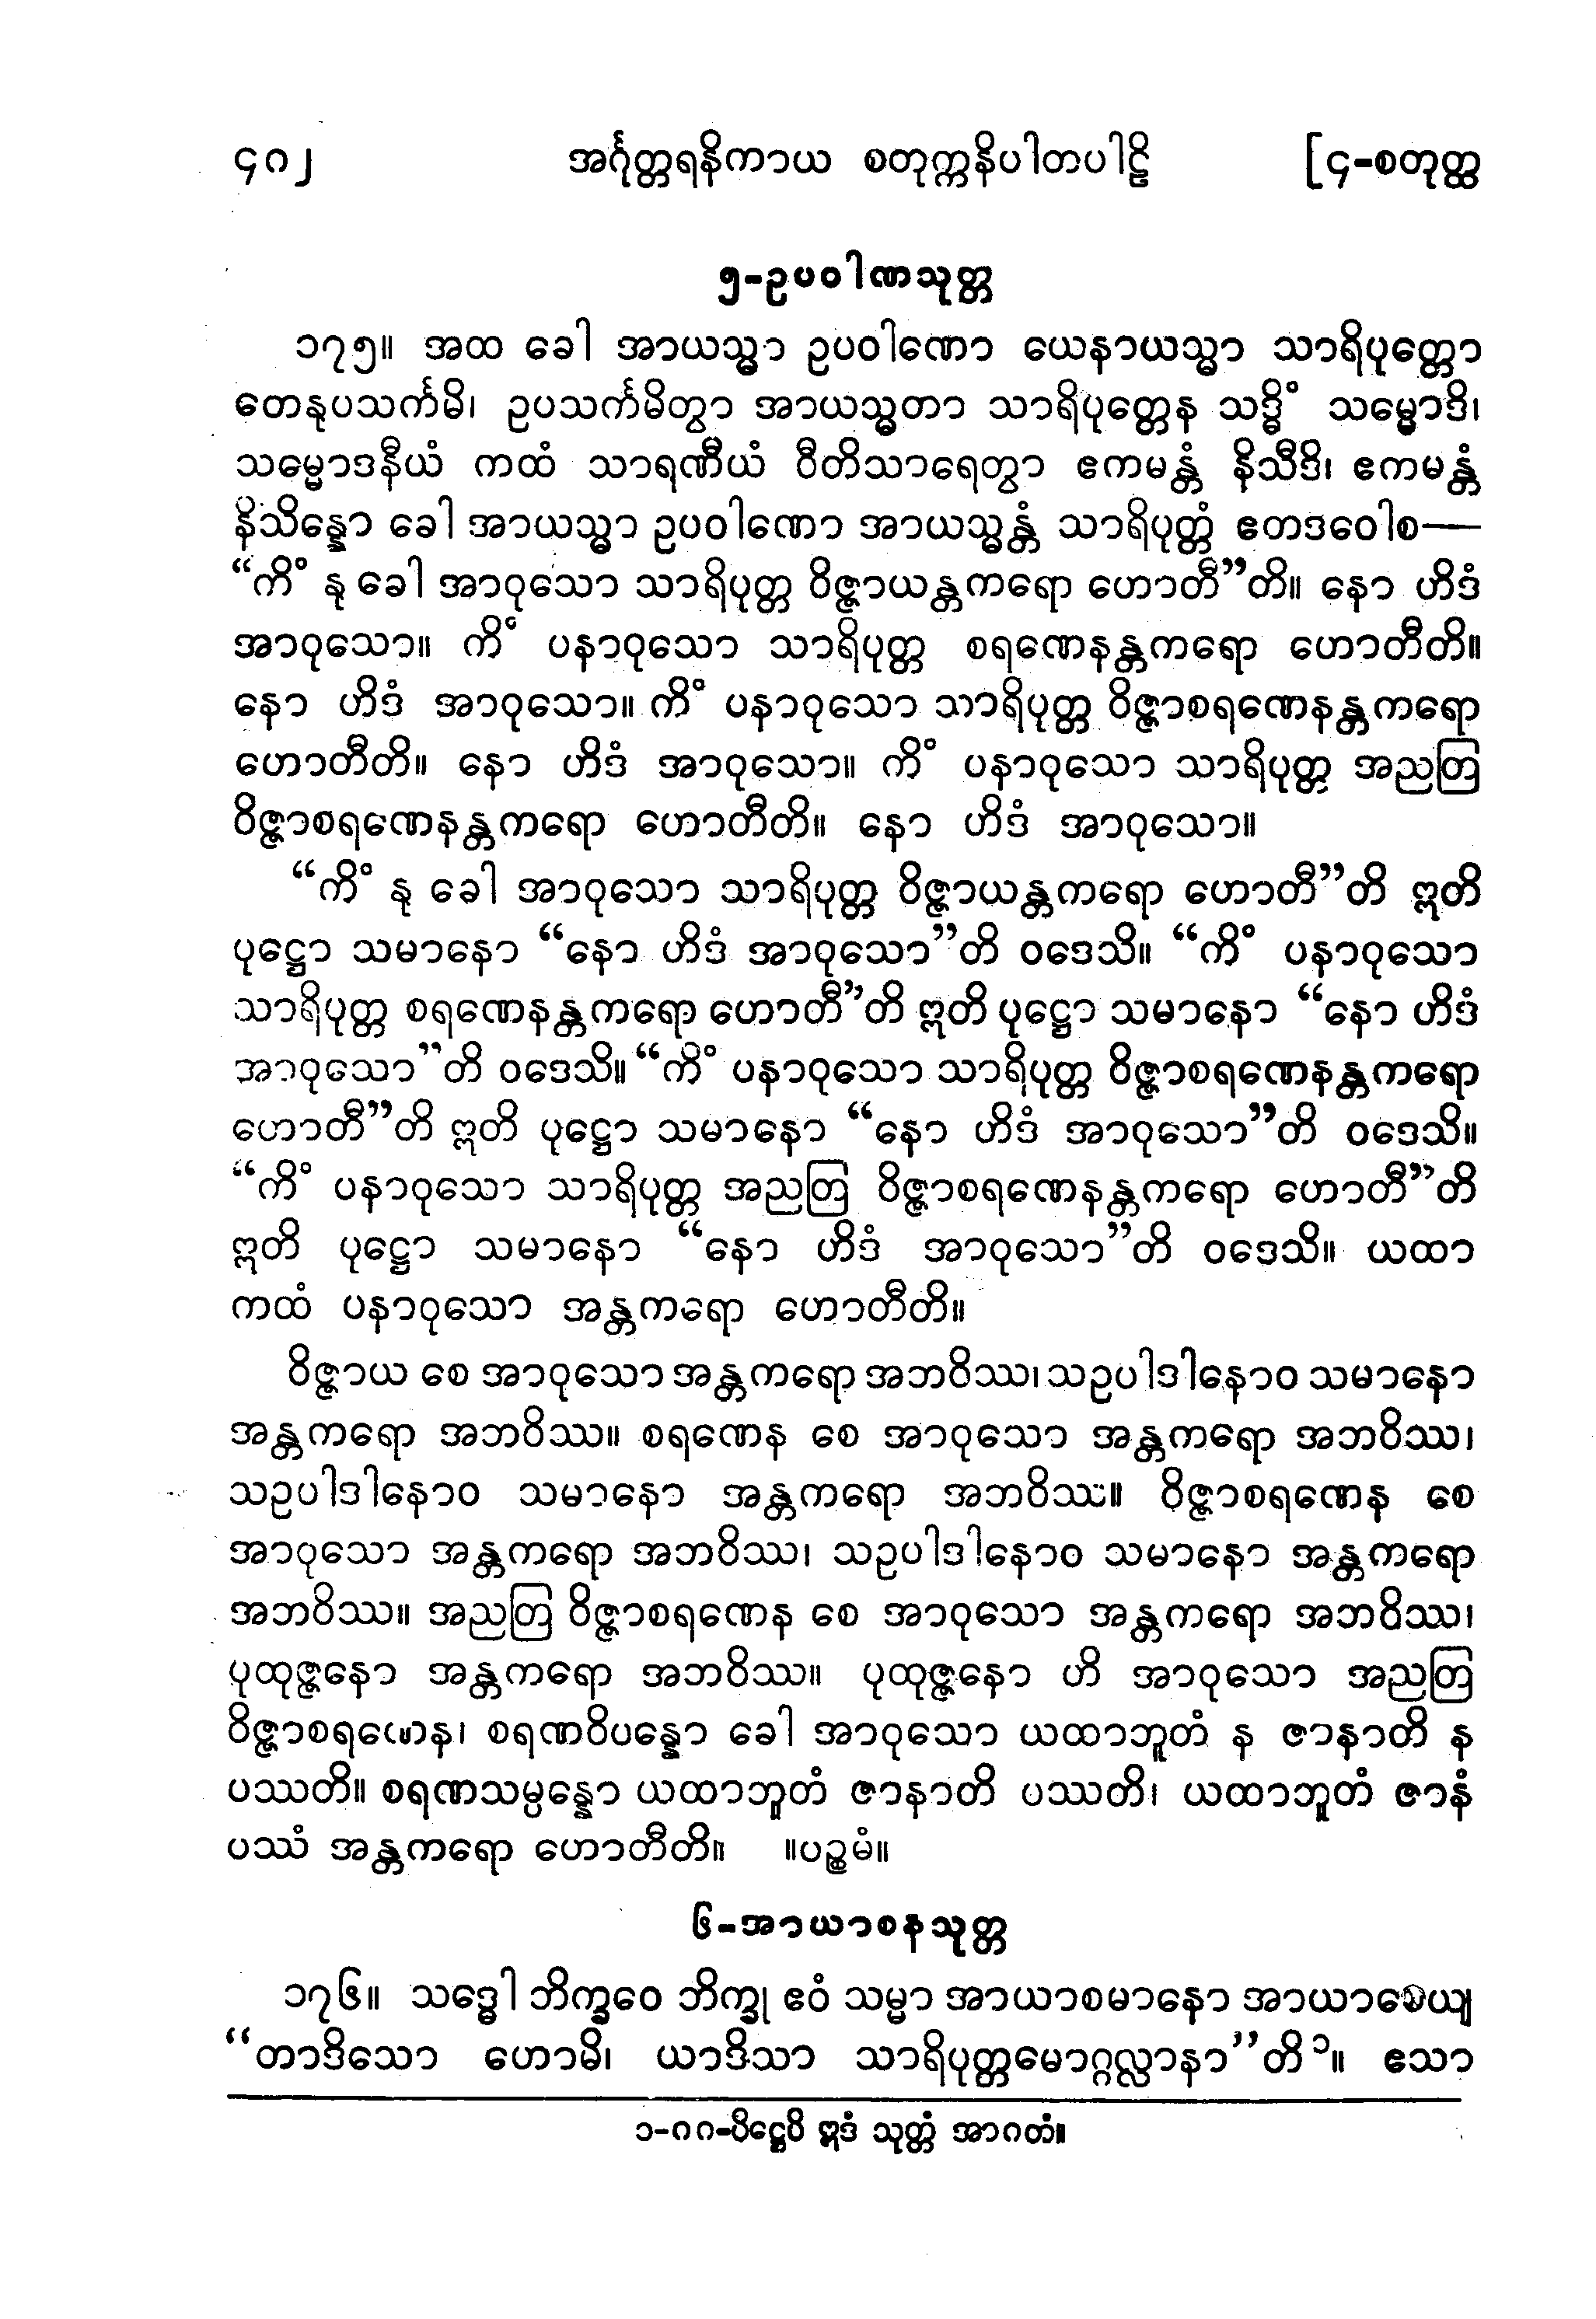 ၄၈၂ အင်္ဂုတ္တရနိကာယ စတုက္ကနိပါတပါဠိ [၄-စတုတ္ထ
၅-ဥပဝါဏသုတ္တ
၁၇၅။ အထ ခေါ အာယသ္မာ ဥပဝါဏော ယေနာယသ္မာ သာရိပုတ္တော
တေနုပသင်္ကမိ၊ ဥပသင်္ကမိတွာ အာယသ္မတာ သာရိပုတ္တေန သဒ္ဓိံ သမ္မောဒိ၊
သမ္မောဒနီယံ ကထံ သာရဏီယံ ဝီတိသာရေတွာ ဧကမန္တံ နိသီဒိ၊ ဧကမန္တံ
နိသိန္နော ခေါ အာယသ္မာ ဥပဝါဏော အာယသ္မန္တံ သာရိပုတ္တံ ဧတဒဝေါစ—
“ကိံ နု ခေါ အာဝုသော သာရိပုတ္တ ဝိဇ္ဇာယန္တကရော ဟောတီ”တိ။ နော ဟိဒံ
အာဝုသော။ ကိံ ပနာဝုသော သာရိပုတ္တ စရဏေနန္တကရော ဟောတီတိ။
နော ဟိဒံ အာဝုသော။ ကိံ ပနာဝုသော သာရိပုတ္တ ဝိဇ္ဇာစရဏေနန္တကရော
ဟောတီတိ။ နော ဟိဒံ အာဝုသော။ ကိံ ပနာဝုသော သာရိပုတ္တ အညတြ
ဝိဇ္ဇာစရဏေနန္တကရော ဟောတီတိ။ နော ဟိဒံ အာဝုသော။
“ကိံ နု ခေါ အာဝုသော သာရိပုတ္တ ဝိဇ္ဇာယန္တကရော ဟောတီ”တိ ဣတိ
ပုဋ္ဌော သမာနော “နော ဟိဒံ အာဝုသော”တိ ဝဒေသိ။ “ကိံ ပနာဝုသော
သာရိပုတ္တ စရဏေနန္တကရော ဟောတီ”တိ ဣတိ ပုဋ္ဌော သမာနော “နော ဟိဒံ
အာဝုသော”တိ ဝဒေသိ။ “ကိံ ပနာဝုသော သာရိပုတ္တ ဝိဇ္ဇာစရဏေနန္တကရော
ဟောတီ”တိ ဣတိ ပုဋ္ဌော သမာနော “နော ဟိဒံ အာဝုသော”တိ ဝဒေသိ။
“ကိံ ပနာဝုသော သာရိပုတ္တ အညတြ ဝိဇ္ဇာစရဏေနန္တကရော ဟောတီ”တိ
ဣတိ ပုဋ္ဌော သမာနော “နော ဟိဒံ အာဝုသော”တိ ဝဒေသိ။ ယထာ
ကထံ ပနာဝုသော အန္တကရော ဟောတီတိ။
ဝိဇ္ဇာယ စေ အာဝုသော အန္တကရော အဘဝိဿ၊ သဥပါဒါနောဝ သမာနော
အန္တကရော အဘဝိဿ။ စရဏေန စေ အာဝုသော အန္တကရော အဘဝိဿ၊
သဥပါဒါနောဝ သမာနော အန္တကရော အဘဝိဿ။ ဝိဇ္ဇာစရဏေန စေ
အာဝုသော အန္တကရော အဘဝိဿ၊ သဥပါဒါနောဝ သမာနော အန္တကရော
အဘဝိဿ။ အညတြ ဝိဇ္ဇာစရဏေန စေ အာဝုသော အန္တကရော အဘဝိဿ၊
ပုထုဇ္ဇနော အန္တကရော အဘဝိဿ။ ပုထုဇ္ဇနော ဟိ အာဝုသော အညတြ
ဝိဇ္ဇာစရဏေန၊ စရဏဝိပန္နော ခေါ အာဝုသော ယထာဘူတံ န ဇာနာတိ န
ပဿတိ။ စရဏသမ္ပန္နော ယထာဘူတံ ဇာနာတိ ပဿတိ၊ ယထာဘူတံ ဇာနံ
ပဿံ အန္တကရော ဟောတီတိ။ ။ပဉ္စမံ။
၆-အာယာစနသုတ္တ
၁၇၆။ သဒ္ဓေါ ဘိက္ခဝေ ဘိက္ခု ဧဝံ သမ္မာ အာယာစမာနော အာယာစေယျ
“တာဒိသော ဟောမိ၊ ယာဒိသာ သာရိပုတ္တမောဂ္ဂလ္လာနာ”တိ ၁။ ဧသာ
၁-ဂဂ-ပိဋ္ဌေပိ ဣဒံ သုတ္တံ အာဂတံ။